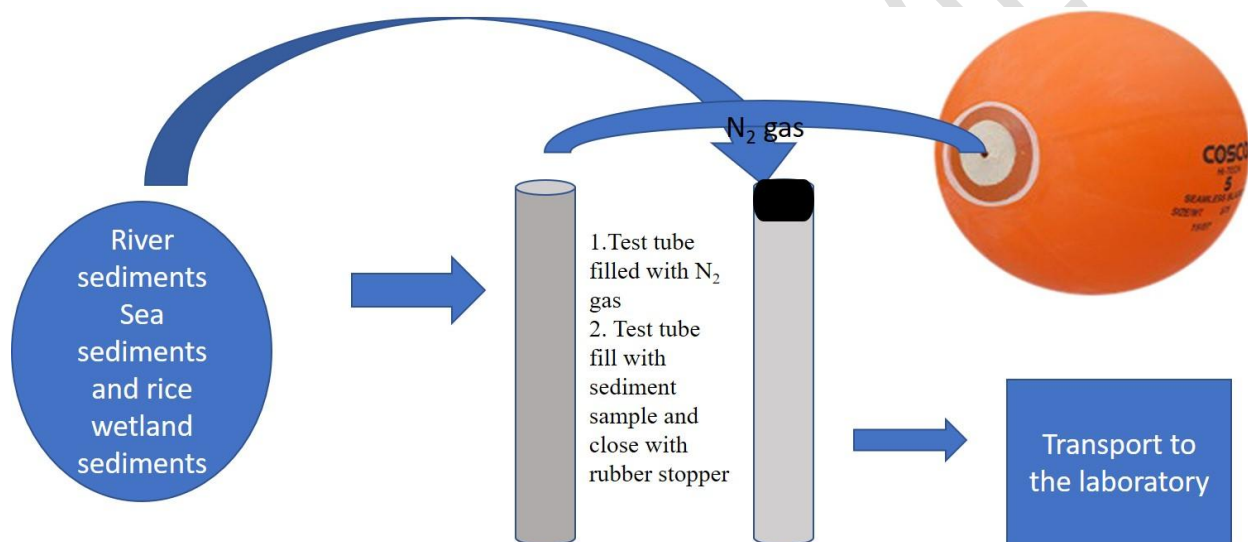 N₂ gas
River
sediments
Sea
sediments
and rice
wetland
sediments
1.Test tube
filled with N₂
gas
2. Test tube
fill with
sediment
sample and
close with
rubber stopper
COSCO
5
Transport to
the laboratory